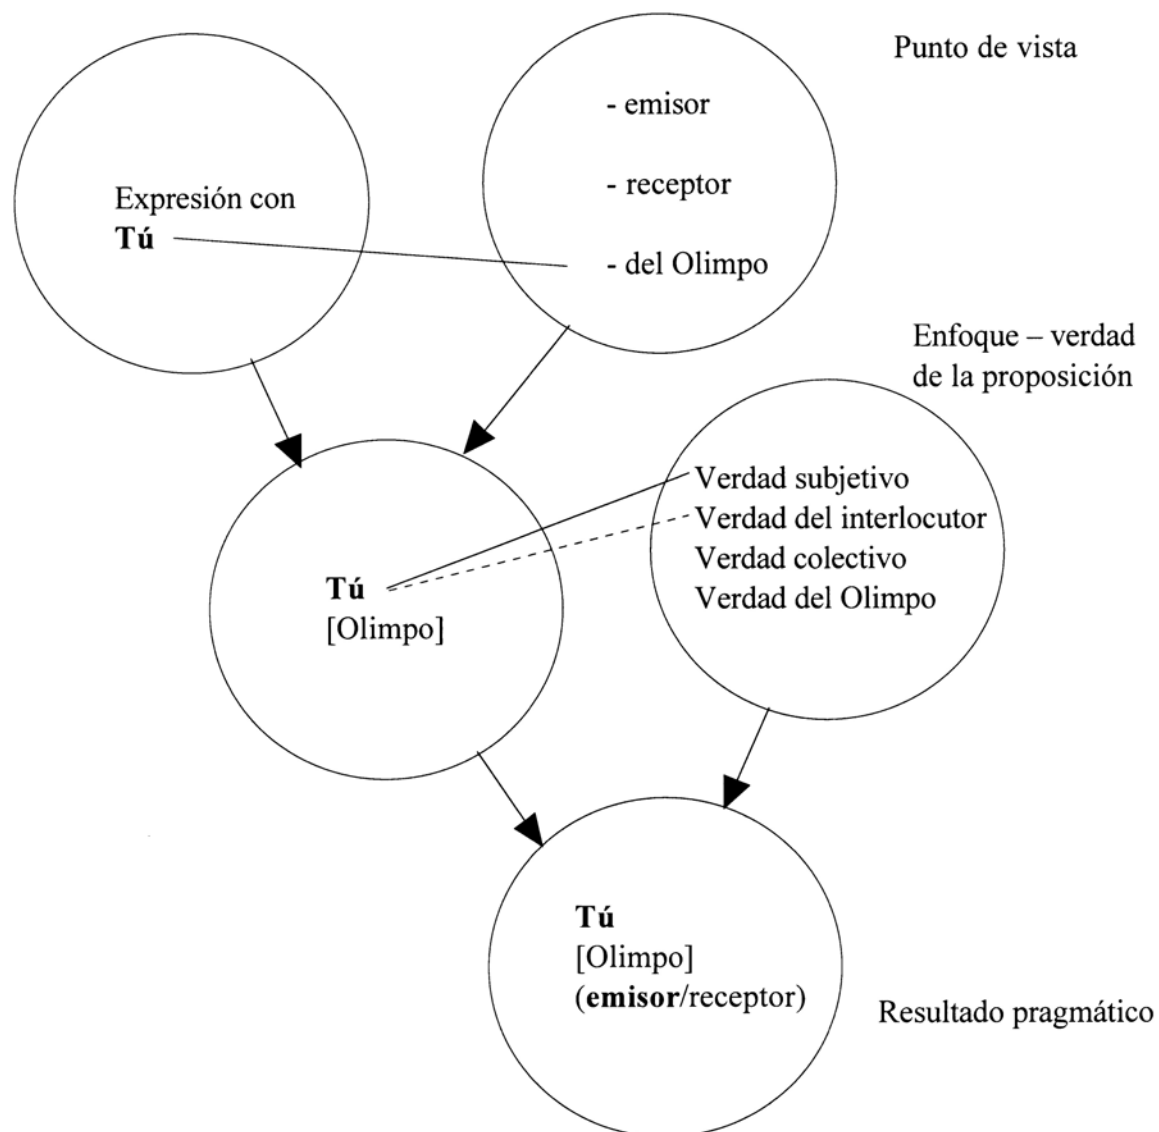 Punto de vista
- emisor
- receptor
- del Olimpo
Expresión con
Tú
Enfoque – verdad
de la proposición
Verdad subjetivo
Verdad del interlocutor
Verdad colectivo
Verdad del Olimpo
Tú
[Olimpo]
Tú
[Olimpo]
(emisor/receptor)
Resultado pragmático